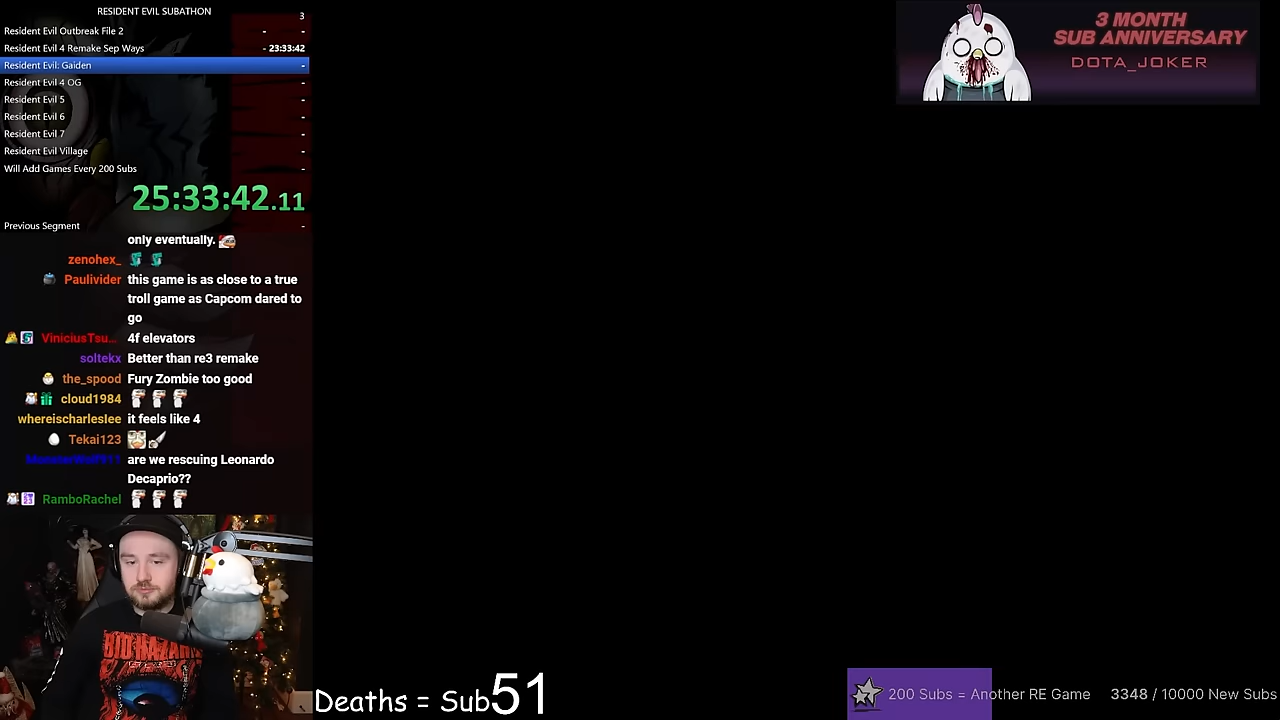 RESIDENT EVIL SUBATHON
3
Resident Evil Outbreak File 2 - -
Resident Evil 4 Remake Sep Ways - 23:33:42
Resident Evil: Gaiden -
Resident Evil 4 OG -
Resident Evil 5 -
Resident Evil 6 -
Resident Evil 7 -
Resident Evil Village -
Will Add Games Every 200 Subs -
25:33:42.11
Previous Segment -
only eventually.
zenohex_
Paulivider this game is as close to a true
troll game as Capcom dared to
go
ViniciusTsu... 4f elevators
soltekx Better than re3 remake
the_spood Fury Zombie too good
cloud1984
whereischarleslee it feels like 4
Tekai123
are we rescuing Leonardo
Decaprio??
RamboRachel
BIOHAZARD
Deaths = Sub 51
3 MONTH
SUB ANNIVERSARY
DOTA_JOKER
200 Subs = Another RE Game 3348 / 10000 New Subs